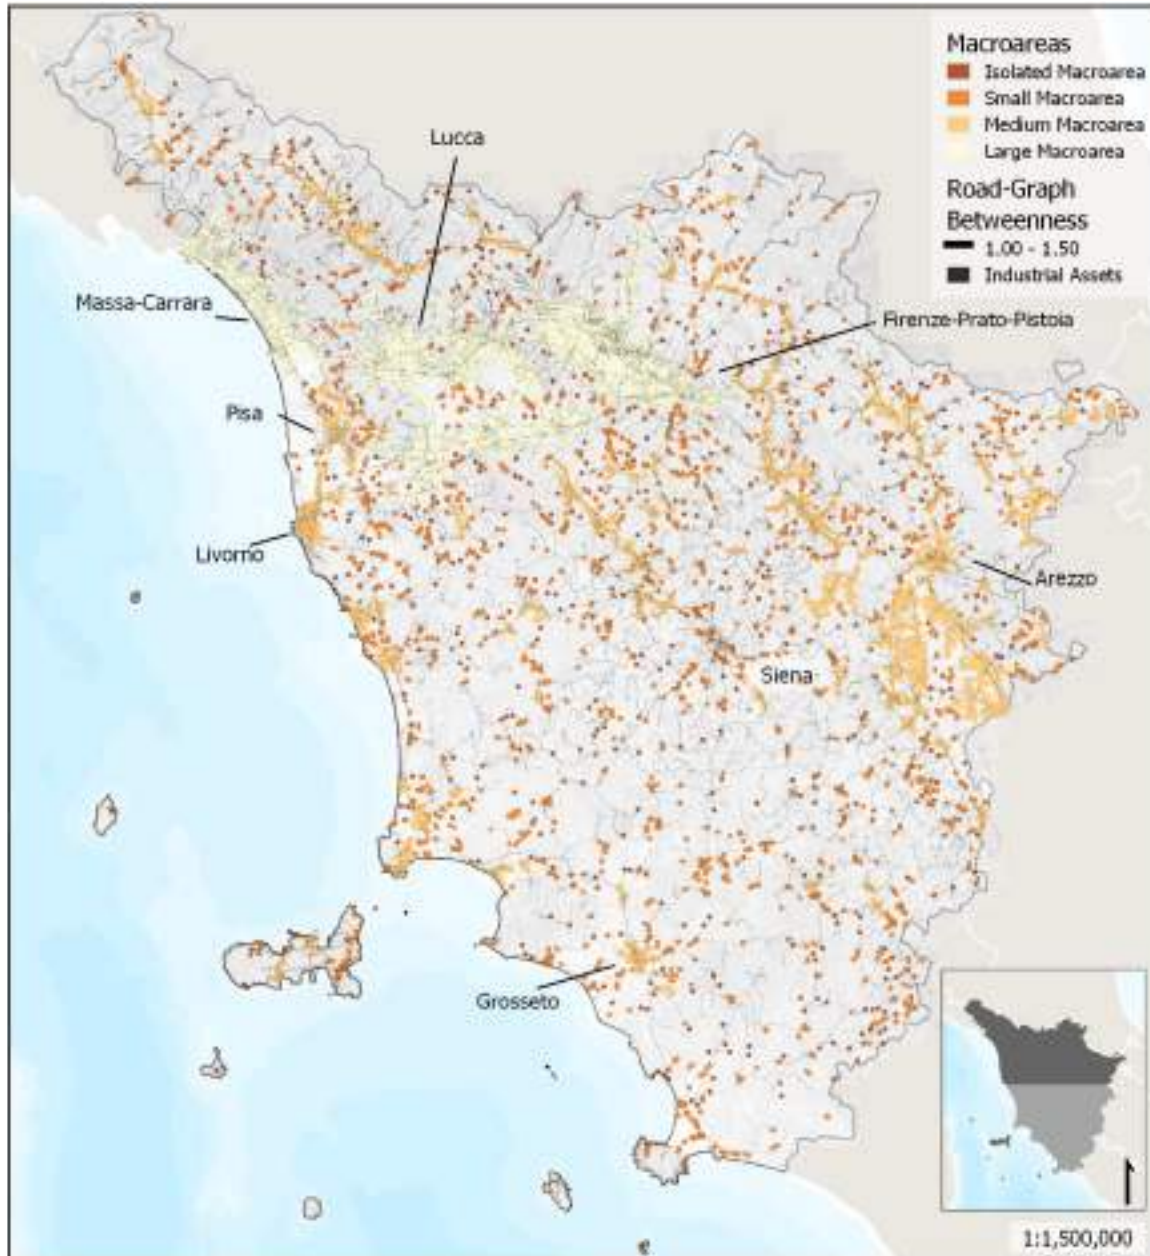 Macroareas
Isolated Macroarea
Small Macroarea
Medium Macroarea
Large Macroarea
Road-Graph
Betweenness
1.00 - 1.50
Industrial Assets
Lucca
Massa-Carrara
Firenze-Prato-Pistoia
Pisa
Livorno
Arezzo
Siena
Grosseto
1:1,500,000